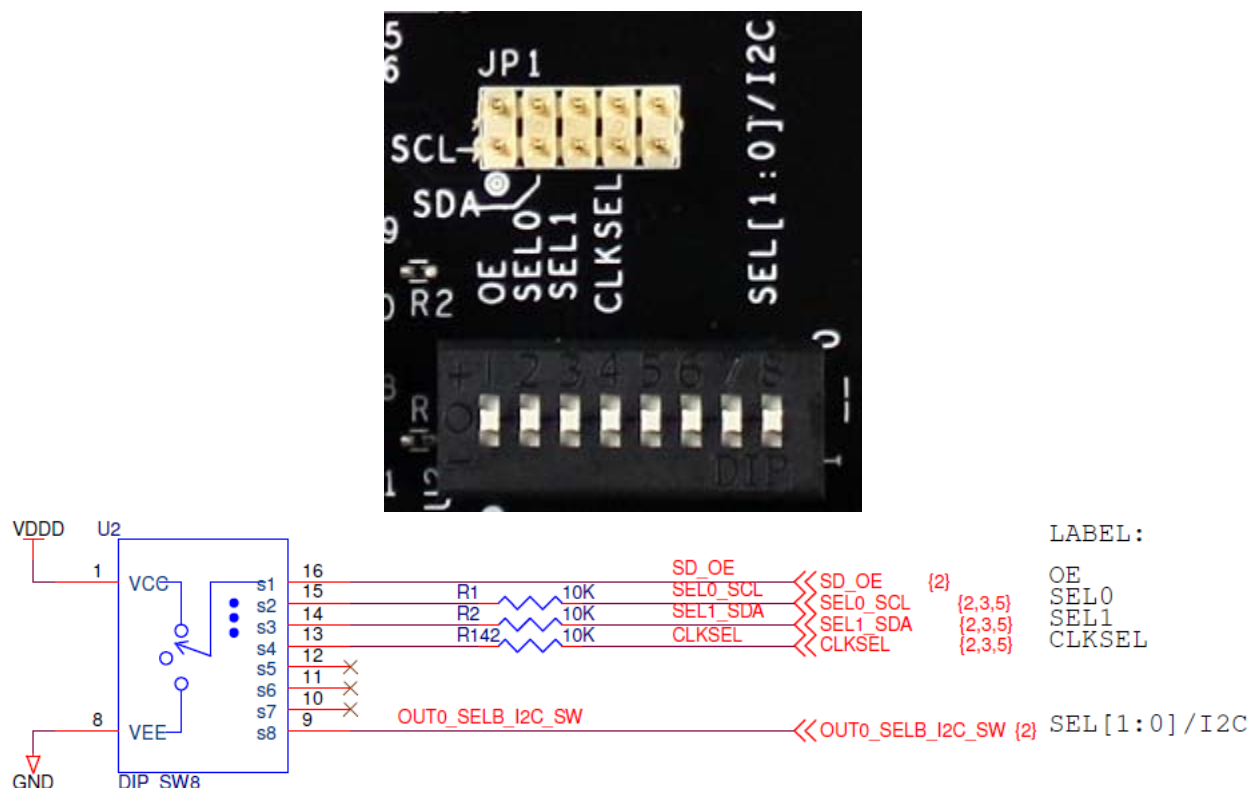 5
6
JP1
SCL
SDA
9
OE
SEL0
SEL1
CLKSEL
SEL[1:0]/I2C
R2
0
+ 1 2 3 4 5 6 7 8
8
R
O
-
DIP
1
U2
VDDD
U2
LABEL:
1
VCC
s1
16
SD_OE
SD_OE
{2}
OE
s2
15
R1
10K
SEL0_SCL
SEL0_SCL
{2,3,5}
SEL0
s3
14
R2
10K
SEL1_SDA
SEL1_SDA
{2,3,5}
SEL1
s4
13
R142
10K
CLKSEL
CLKSEL
{2,3,5}
CLKSEL
s5
12
s6
11
s7
10
8
VEE
s8
9
OUT0_SELB_I2C_SW
OUT0_SELB_I2C_SW {2}
SEL[1:0]/I2C
GND
DIP_SW8